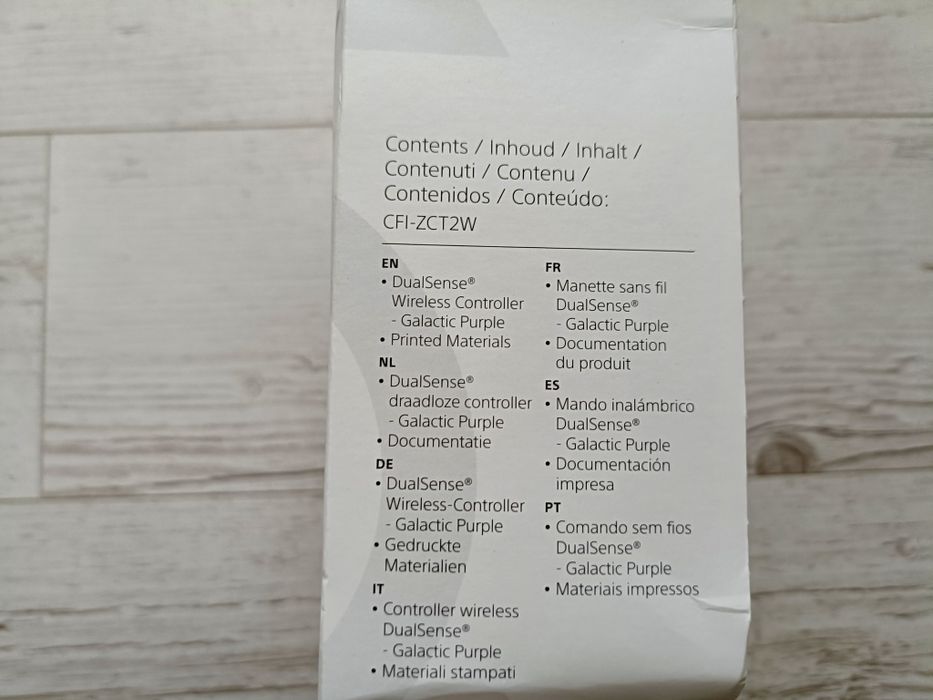 Contents / Inhoud / Inhalt /
Contenuti / Contenu /
Contenidos / Conteúdo:
CFI-ZCT2W
EN
• DualSense®
Wireless Controller
- Galactic Purple
• Printed Materials
NL
• DualSense®
draadloze controller
- Galactic Purple
• Documentatie
DE
• DualSense®
Wireless-Controller
- Galactic Purple
• Gedruckte
Materialien
IT
• Controller wireless
DualSense®
- Galactic Purple
• Materiali stampati
FR
• Manette sans fil
DualSense®
- Galactic Purple
• Documentation
du produit
ES
• Mando inalámbrico
DualSense®
- Galactic Purple
• Documentación
impresa
PT
• Comando sem fios
DualSense®
- Galactic Purple
• Materiais impressos